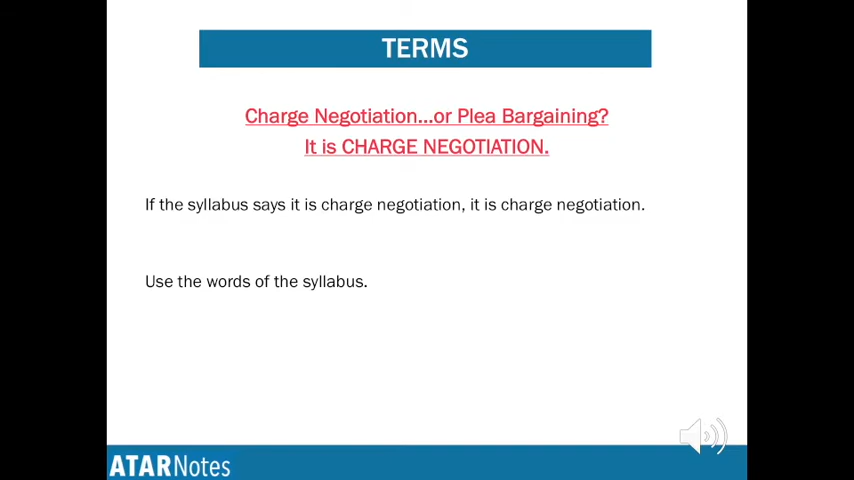 TERMS
Charge Negotiation...or Plea Bargaining?
It is CHARGE NEGOTIATION.
If the syllabus says it is charge negotiation, it is charge negotiation.
Use the words of the syllabus.
ATARNotes